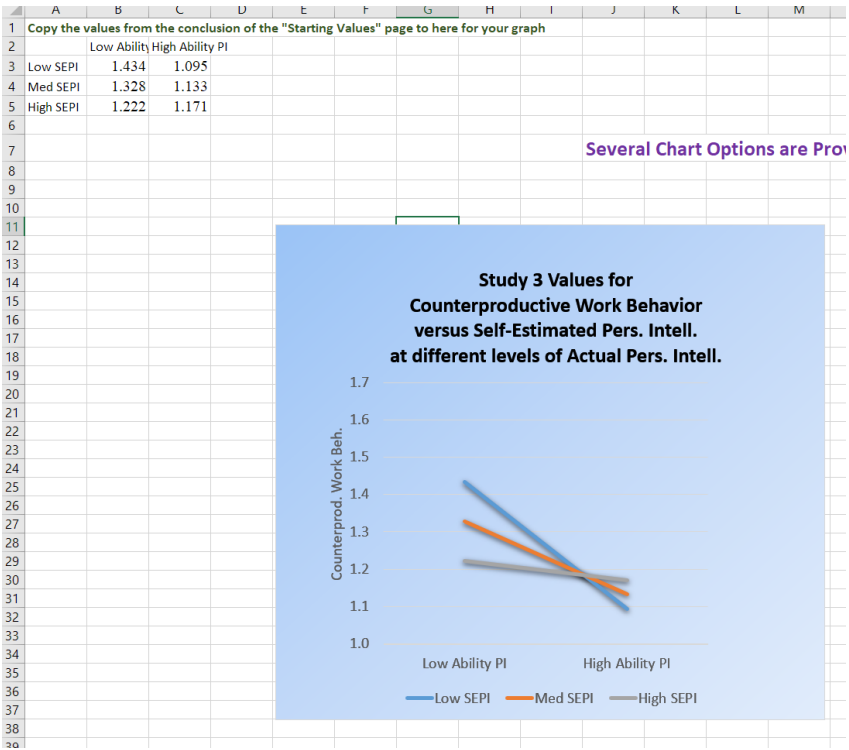 A B C D E F G H I J K L M
1 Copy the values from the conclusion of the "Starting Values" page to here for your graph
2 Low Ability High Ability PI
3 Low SEPI 1.434 1.095
4 Med SEPI 1.328 1.133
5 High SEPI 1.222 1.171
6
7 Several Chart Options are
8
9
10
11
12
13
14 Study 3 Values for
15 Counterproductive Work Behavior
16
17 versus Self-Estimated Pers. Intell.
18 at different levels of Actual Pers. Intell.
19 1.7
20
21 1.6
22
23 1.5
24
25 1.4
26
27 1.3
28
29 1.2
30
31 1.1
32
33 1.0
34 Low Ability PI High Ability PI
35
36 Low SEPI Med SEPI High SEPI
37
38
39
Counterprod. Work Beh.